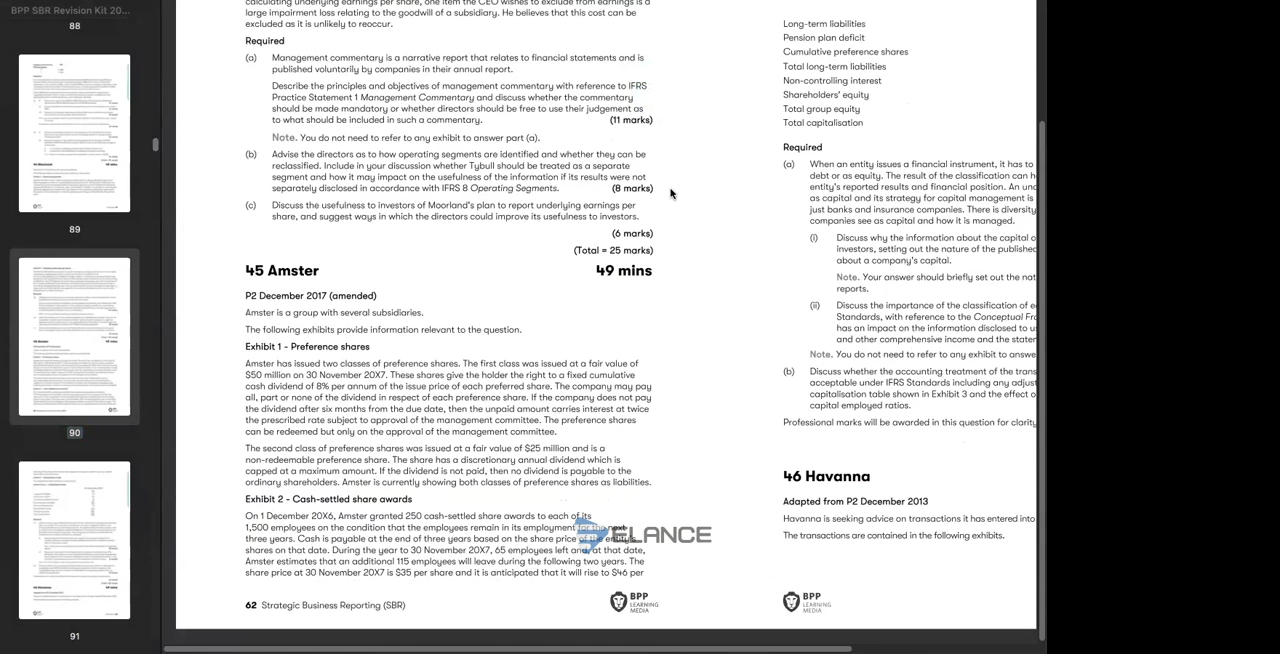 BPP SBR Revision Kit 20...
88
89
90
91
calculating underlying earnings per share, one item the CEO wishes to exclude from earnings is a
large impairment loss relating to the goodwill of a subsidiary. He believes that this cost can be
excluded as it is unlikely to reoccur.
Required
(a) Management commentary is a narrative report that relates to financial statements and is
published voluntarily by companies in their annual report.
Describe the principles and objectives of management commentary with reference to IFRS
Practice Statement 1 Management Commentary and discuss whether the commentary
should be made mandatory or whether directors should be free to use their judgement as
to what should be included in such a commentary. (11 marks)
Note. You do not need to refer to any exhibit to answer part (a).
(b) Advise the directors as to how operating segments are identified and whether they can be
reclassified. Include in your discussion whether Tybull should be treated as a separate
segment and how it may impact on the usefulness of the information if its results were not
separately disclosed in accordance with IFRS 8 Operating Segments. (8 marks)
(c) Discuss the usefulness to investors of Moorland's plan to report underlying earnings per
share, and suggest ways in which the directors could improve its usefulness to investors.
(6 marks)
(Total = 25 marks)
45 Amster 49 mins
P2 December 2017 (amended)
Amster is a group with several subsidiaries.
The following exhibits provide information relevant to the question.
Exhibit 1 - Preference shares
Amster has issued two classes of preference shares. The first class was issued at a fair value of
$50 million on 30 November 20X7. These shares give the holder the right to a fixed cumulative
cash dividend of 8% per annum of the issue price of each preferred share. The company may pay
all, part or none of the dividend in respect of each preference share. If the company does not pay
the dividend after six months from the due date, then the unpaid amount carries interest at twice
the prescribed rate subject to approval of the management committee. The preference shares
can be redeemed but only on the approval of the management committee.
The second class of preference shares was issued at a fair value of $25 million and is a
non-redeemable preference share. The share has a discretionary annual dividend which is
capped at a maximum amount. If the dividend is not paid, then no dividend is payable to the
ordinary shareholders. Amster is currently showing both classes of preference shares as liabilities.
Exhibit 2 - Cash-settled share awards
On 1 December 20X6, Amster granted 250 cash-settled share awards to each of its
1,500 employees on the condition that the employees remain in its employment for the next
three years. Cash is payable at the end of three years based on the share price of the entity's
shares on that date. During the year to 30 November 20X7, 65 employees left and at that date,
Amster estimates that an additional 115 employees will leave during the following two years. The
share price at 30 November 20X7 is $35 per share and it is anticipated that it will rise to $46 per
ELANCE
62 Strategic Business Reporting (SBR)
BPP
LEARNING
MEDIA
Long-term liabilities
Pension plan deficit
Cumulative preference shares
Total long-term liabilities
Non-controlling interest
Shareholders' equity
Total group equity
Total capitalisation
Required
(a) When an entity issues a financial instrument, it has to
debt or as equity. The result of the classification can h
entity's reported results and financial position. An und
as capital and its strategy for capital management is
just banks and insurance companies. There is diversity
companies see as capital and how it is managed.
(i) Discuss why the information about the capital o
investors, setting out the nature of the published
about a company's capital.
Note. Your answer should briefly set out the nat
reports.
(ii) Discuss the importance of the classification of e
Standards, with reference to the Conceptual Fra
has an impact on the information disclosed to us
and other comprehensive income and the stater
Note. You do not need to refer to any exhibit to answe
(b) Discuss whether the accounting treatment of the trans
acceptable under IFRS Standards including any adjust
capitalisation table shown in Exhibit 3 and the effect o
capital employed ratios.
Professional marks will be awarded in this question for clarity
46 Havanna
Adapted from P2 December 2013
Havanna is seeking advice on transactions it has entered into
The transactions are contained in the following exhibits.
BPP
LEARNING
MEDIA